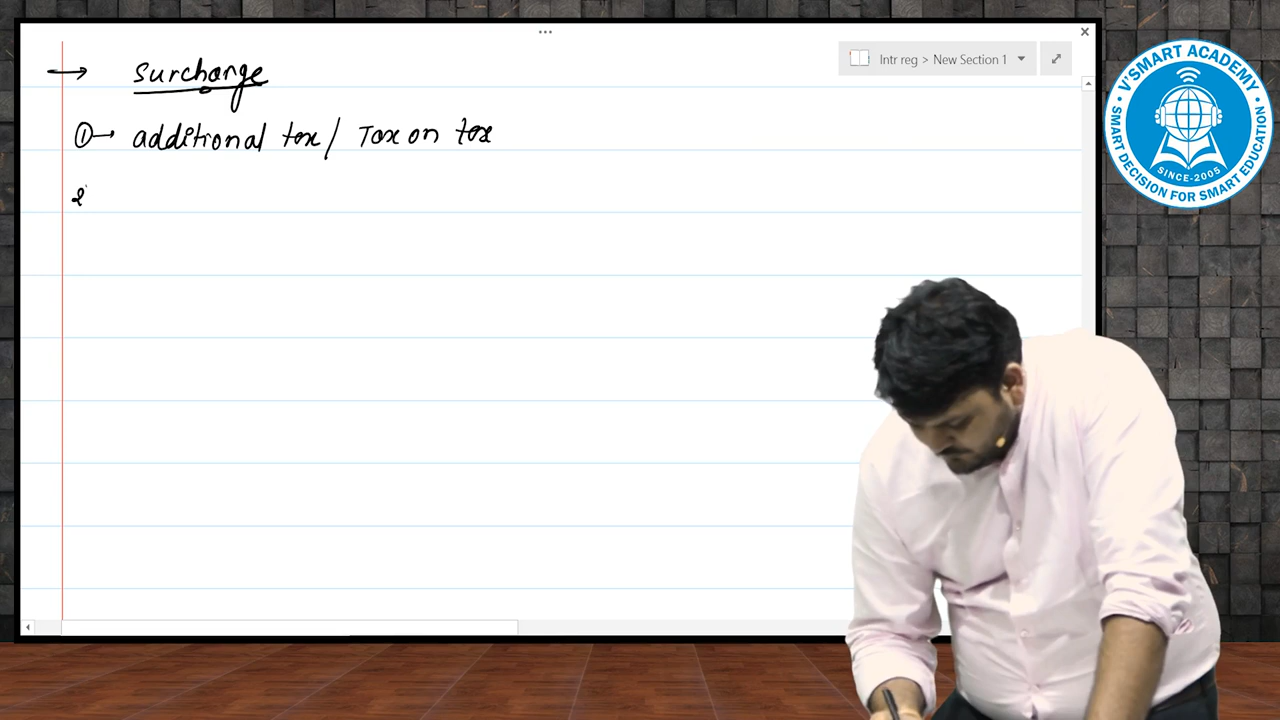 → Surcharge
①→ additional tax / Tax on tax
2
Intr reg > New Section 1
V'SMART ACADEMY
SINCE-2005
SMART DECISION FOR SMART EDUCATION